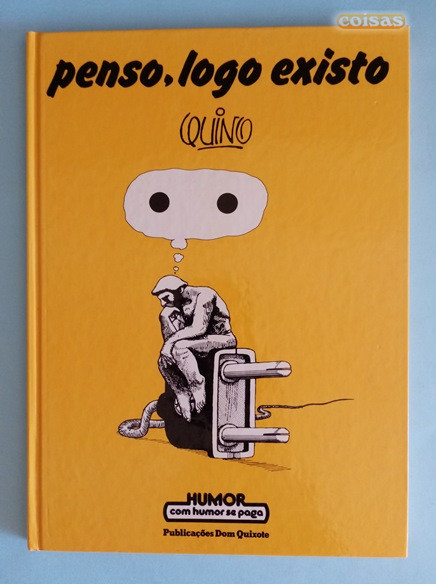 coisas
penso, logo existo
QUINO
HUMOR
com humor se paga
Publicações Dom Quixote